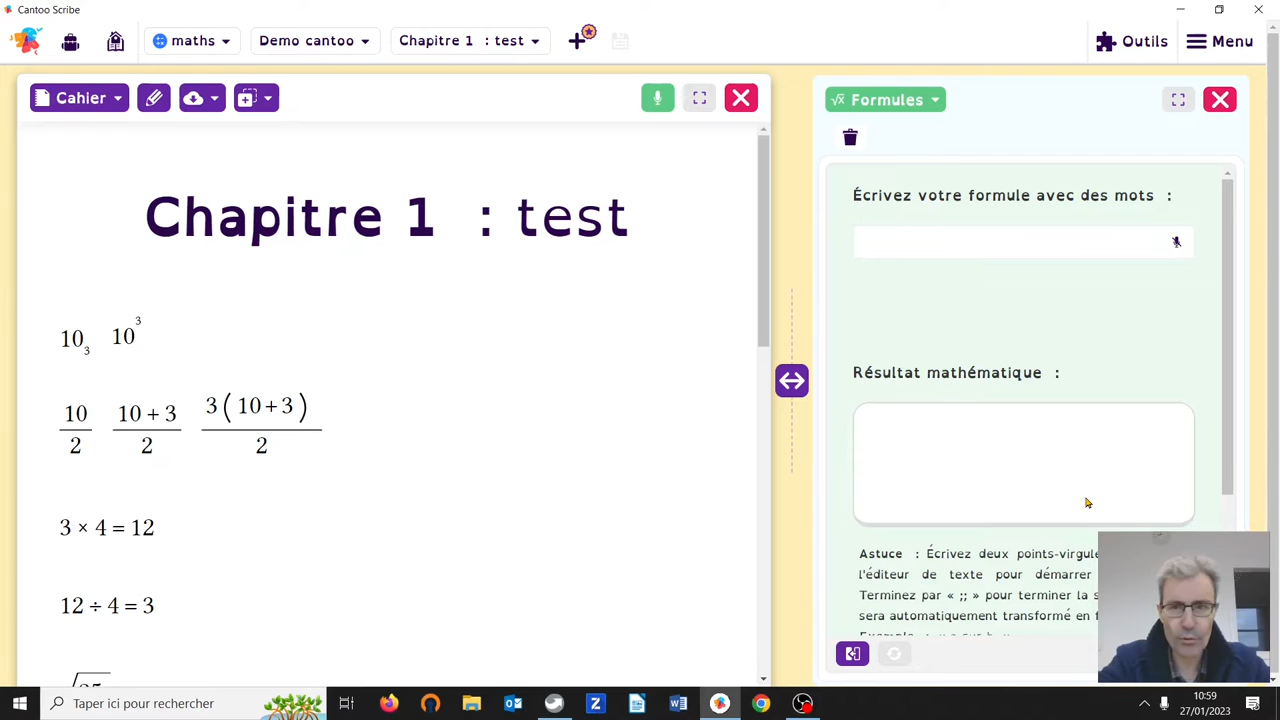 Cantoo Scribe
maths
Demo cantoo
Chapitre 1 : test
Outils
Menu
Cahier
Formules
Écrivez votre formule avec des mots :
Chapitre 1 : test
10₃ 10³
10/2 (10 + 3)/2 3(10+3)/2
Résultat mathématique :
3 × 4 = 12
12 ÷ 4 = 3
Astuce : Écrivez deux points-virgule
l'éditeur de texte pour démarrer
Terminez par « ;; » pour terminer la s
sera automatiquement transformé en f
Taper ici pour rechercher
10:59
27/01/2023